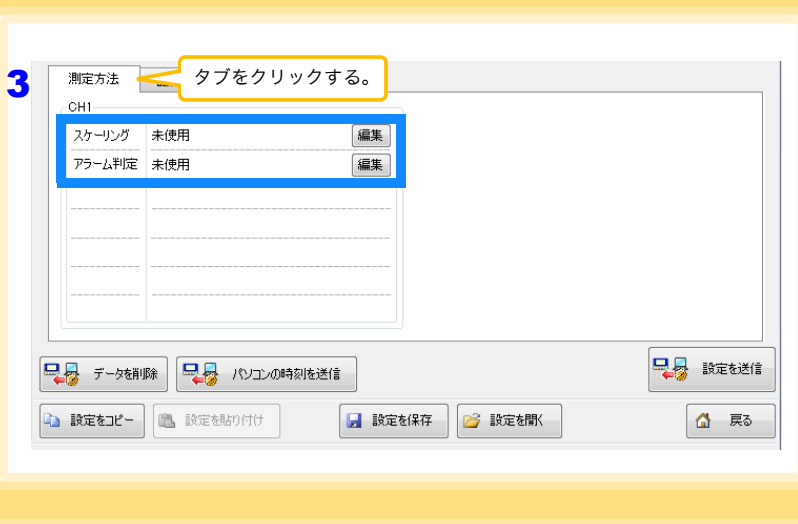 3
測定方法
タブをクリックする。
CH1
スケーリング 未使用 編集
アラーム判定 未使用 編集
データを削除 パソコンの時刻を送信 設定を送信
設定をコピー 設定を貼り付け 設定を保存 設定を開く 戻る